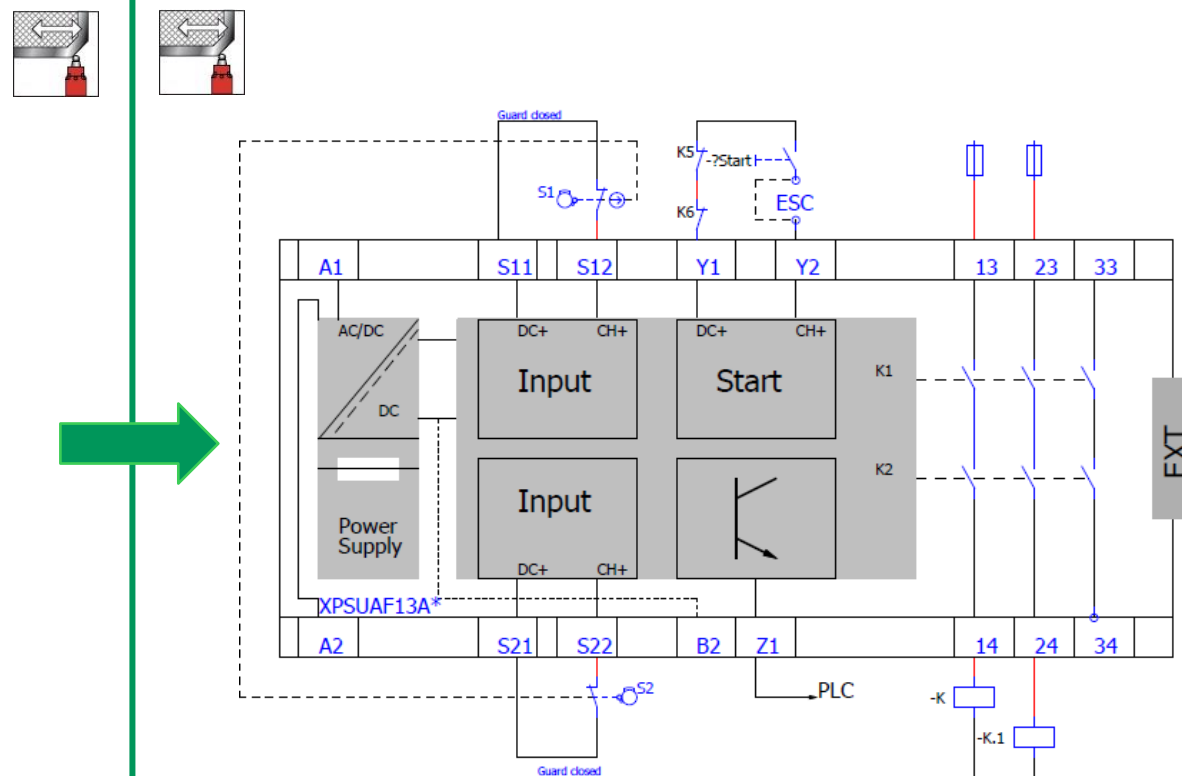 Guard closed
K5
-?Start
S1
ESC
K6
A1
S11
S12
Y1
Y2
13
23
33
AC/DC
DC+
CH+
DC+
CH+
Input
Start
K1
DC
EXT
K2
Input
Power
Supply
DC+
CH+
XPSUAF13A*
A2
S21
S22
B2
Z1
14
24
34
S2
PLC
-K
-K.1
Guard closed